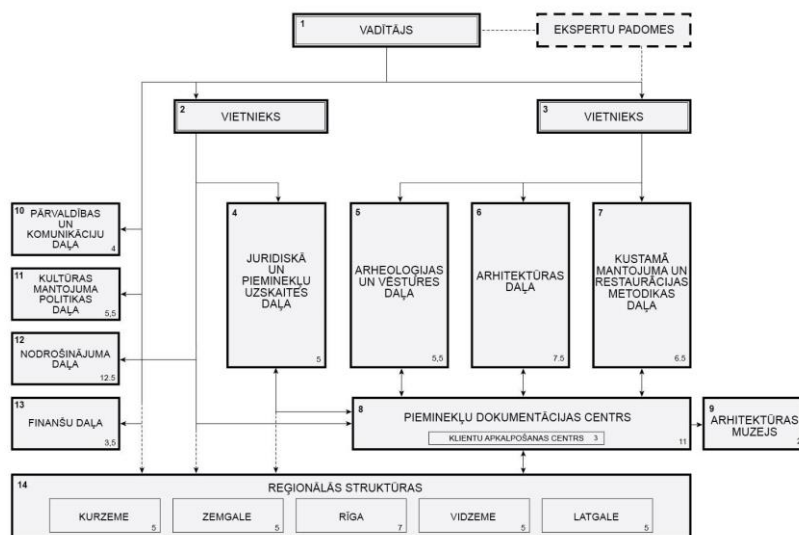 1
VADĪTĀJS
EKSPERTU PADOMES
2
VIETNIEKS
3
VIETNIEKS
10
PĀRVALDĪBAS
UN
KOMUNIKĀCIJU
DAĻA
4
11
KULTŪRAS
MANTOJUMA
POLITIKAS
DAĻA
5,5
12
NODROŠINĀJUMA
DAĻA
12.5
13
FINANŠU DAĻA
3,5
4
JURIDISKĀ
UN
PIEMINEKĻU
UZSKAITES
DAĻA
5
5
ARHEOLOĢIJAS
UN VĒSTURES
DAĻA
5,5
6
ARHITEKTŪRAS
DAĻA
7.5
7
KUSTAMĀ
MANTOJUMA UN
RESTAURĀCIJAS
METODIKAS
DAĻA
6.5
8
PIEMINEKĻU DOKUMENTĀCIJAS CENTRS
KLIENTU APKALPOŠANAS CENTRS 3
11
9
ARHITEKTŪRAS
MUZEJS
2
14
REĢIONĀLĀS STRUKTŪRAS
KURZEME
5
ZEMGALE
5
RĪGA
7
VIDZEME
5
LATGALE
5